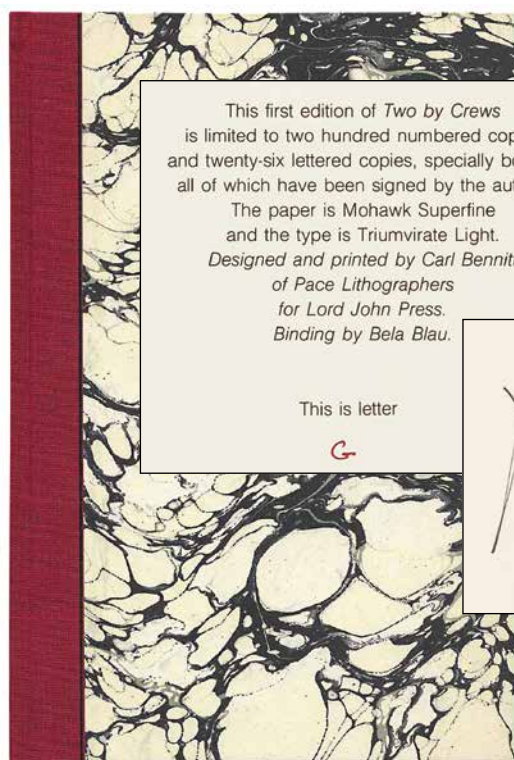 This first edition of Two by Crews
is limited to two hundred numbered
and twenty-six lettered copies, specially
all of which have been signed by the
The paper is Mohawk Superfine
and the type is Triumvirate Light.
Designed and printed by Carl
of Pace Lithographers
for Lord John Press.
Binding by Bela Blau.
This is letter
G